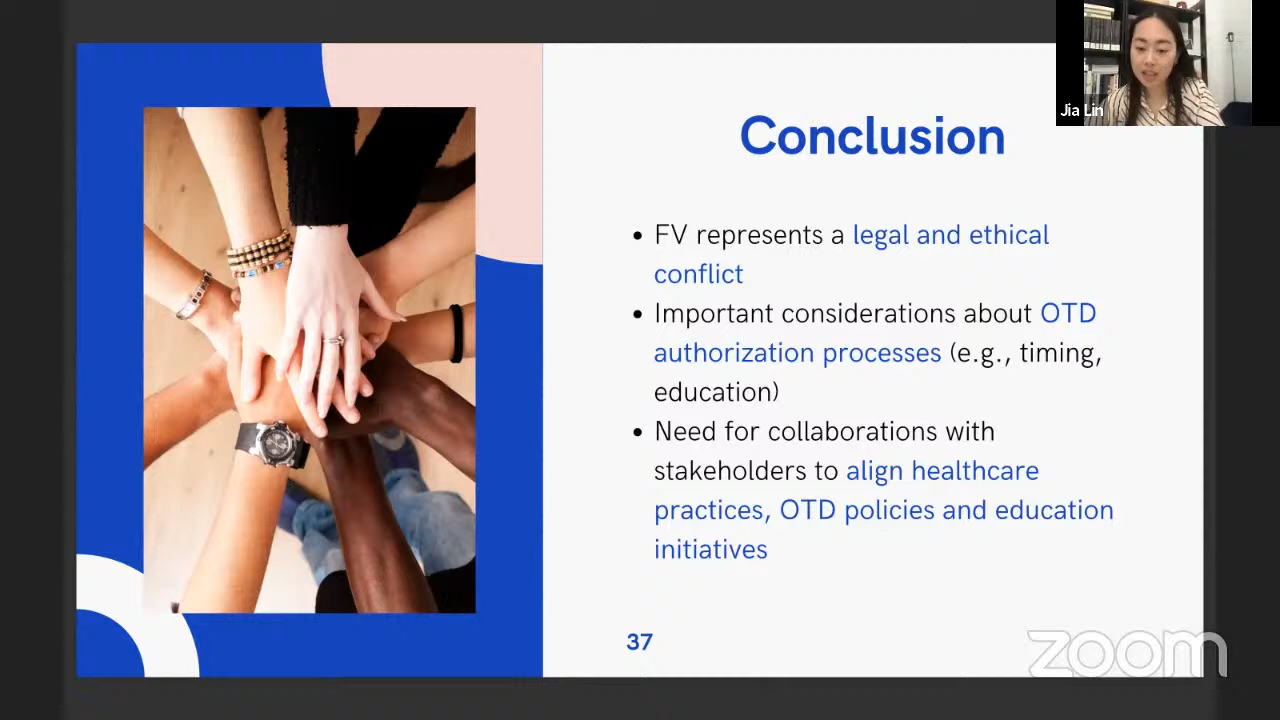 Jia Lin
Conclusion
• FV represents a legal and ethical
conflict
• Important considerations about OTD
authorization processes (e.g., timing,
education)
• Need for collaborations with
stakeholders to align healthcare
practices, OTD policies and education
initiatives
37
zoom